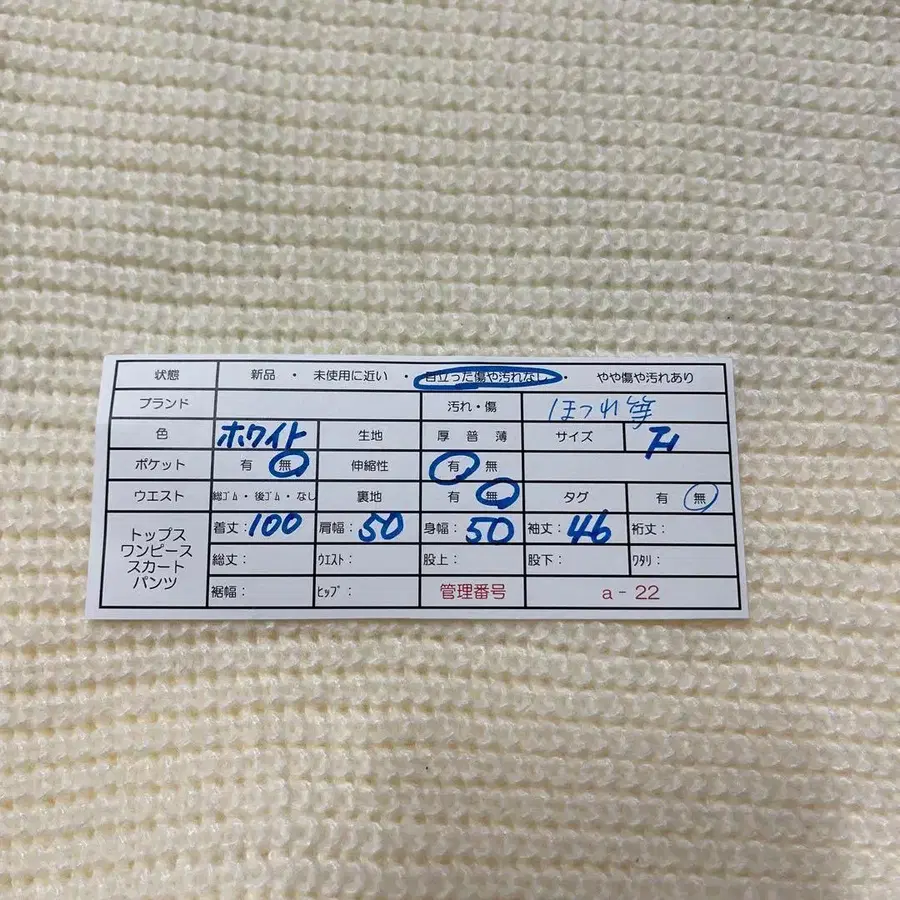 状態 新品 ・ 未使用に近い ・ 目立った傷や汚れなし ・ やや傷や汚れあり
ブランド 汚れ・傷 ほつれ等
色 ホワイト 生地 厚 普 薄 サイズ
ポケット 有 無 伸縮性 有 無
ウエスト 総ゴム・後ゴム・なし 裏地 有 無 タグ 有 無
トップス
ワンピース
スカート
パンツ
着丈：100 肩幅：50 身幅：50 袖丈：46 裄丈：
総丈： ウエスト： 股上： 股下： ワタリ：
裾幅： ヒップ： 管理番号 a－22